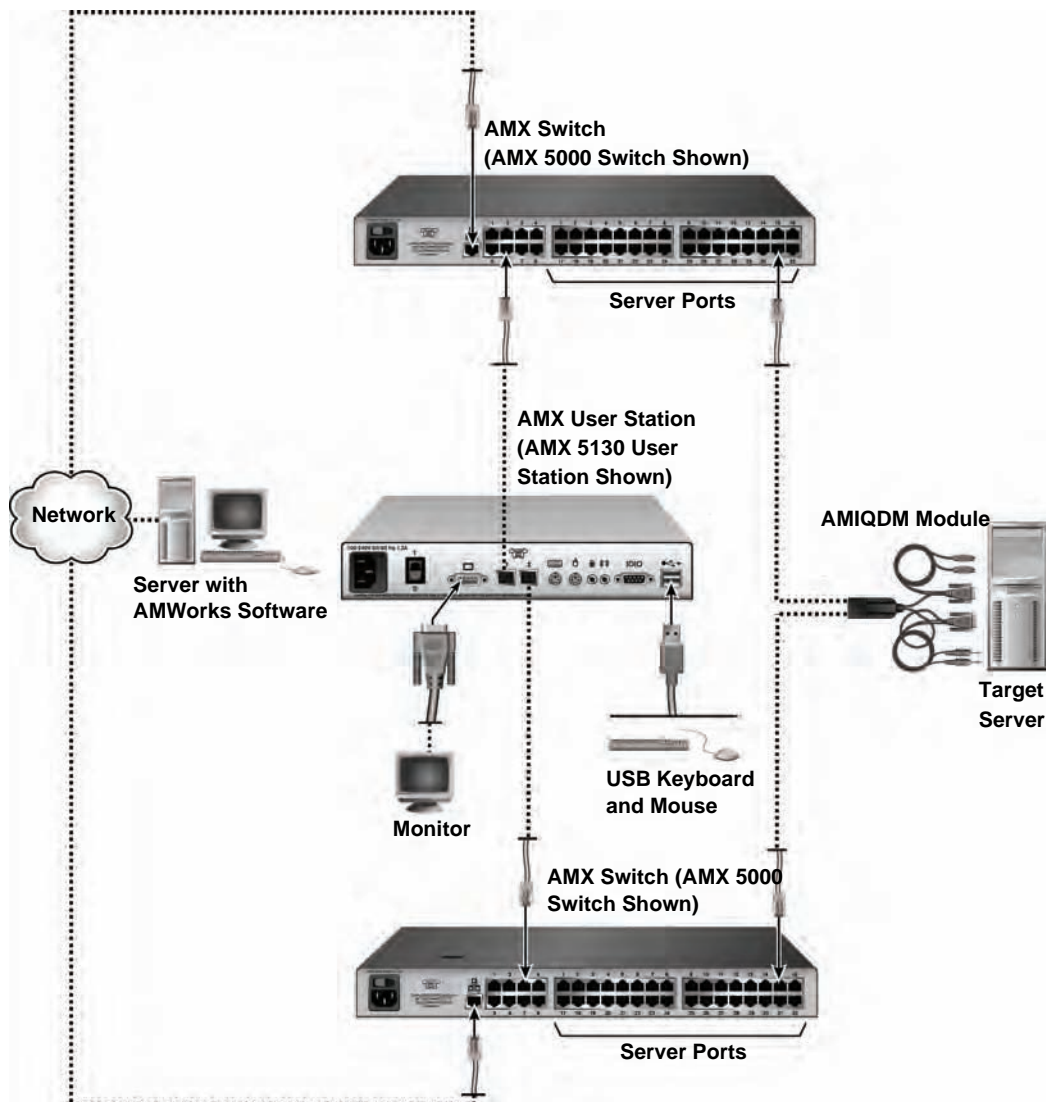 AMX Switch
(AMX 5000 Switch Shown)
Server Ports
AMX User Station
(AMX 5130 User
Station Shown)
Network
AMIQDM Module
Server with
AMWorks Software
Target
Server
USB Keyboard
and Mouse
Monitor
AMX Switch (AMX 5000
Switch Shown)
Server Ports